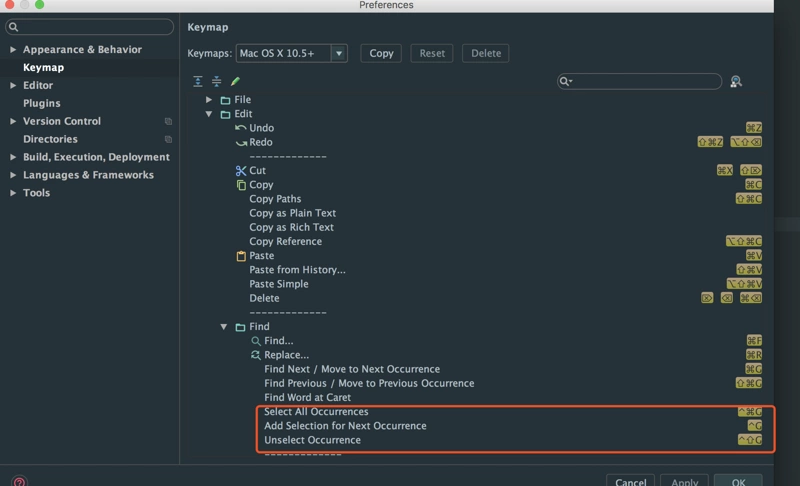 Preferences
Keymap
Keymaps: Mac OS X 10.5+ Copy Reset Delete
Appearance & Behavior
Keymap
Editor
Plugins
Version Control
Directories
Build, Execution, Deployment
Languages & Frameworks
Tools
File
Edit
Undo ⌘Z
Redo ⇧⌘Z ⌥⇧⌫
-------------
Cut ⌘X ⇧⌦
Copy ⌘C
Copy Paths ⇧⌘C
Copy as Plain Text
Copy as Rich Text
Copy Reference ⌥⇧⌘C
Paste ⌘V
Paste from History... ⇧⌘V
Paste Simple ⌥⇧⌘V
Delete ⌦ ⌫ ⌘⌫
-------------
Find
Find... ⌘F
Replace... ⌘R
Find Next / Move to Next Occurrence ⌘G
Find Previous / Move to Previous Occurrence ⇧⌘G
Find Word at Caret
Select All Occurrences ^⌘G
Add Selection for Next Occurrence ^G
Unselect Occurrence ^⇧G
-------------
? Cancel Apply OK